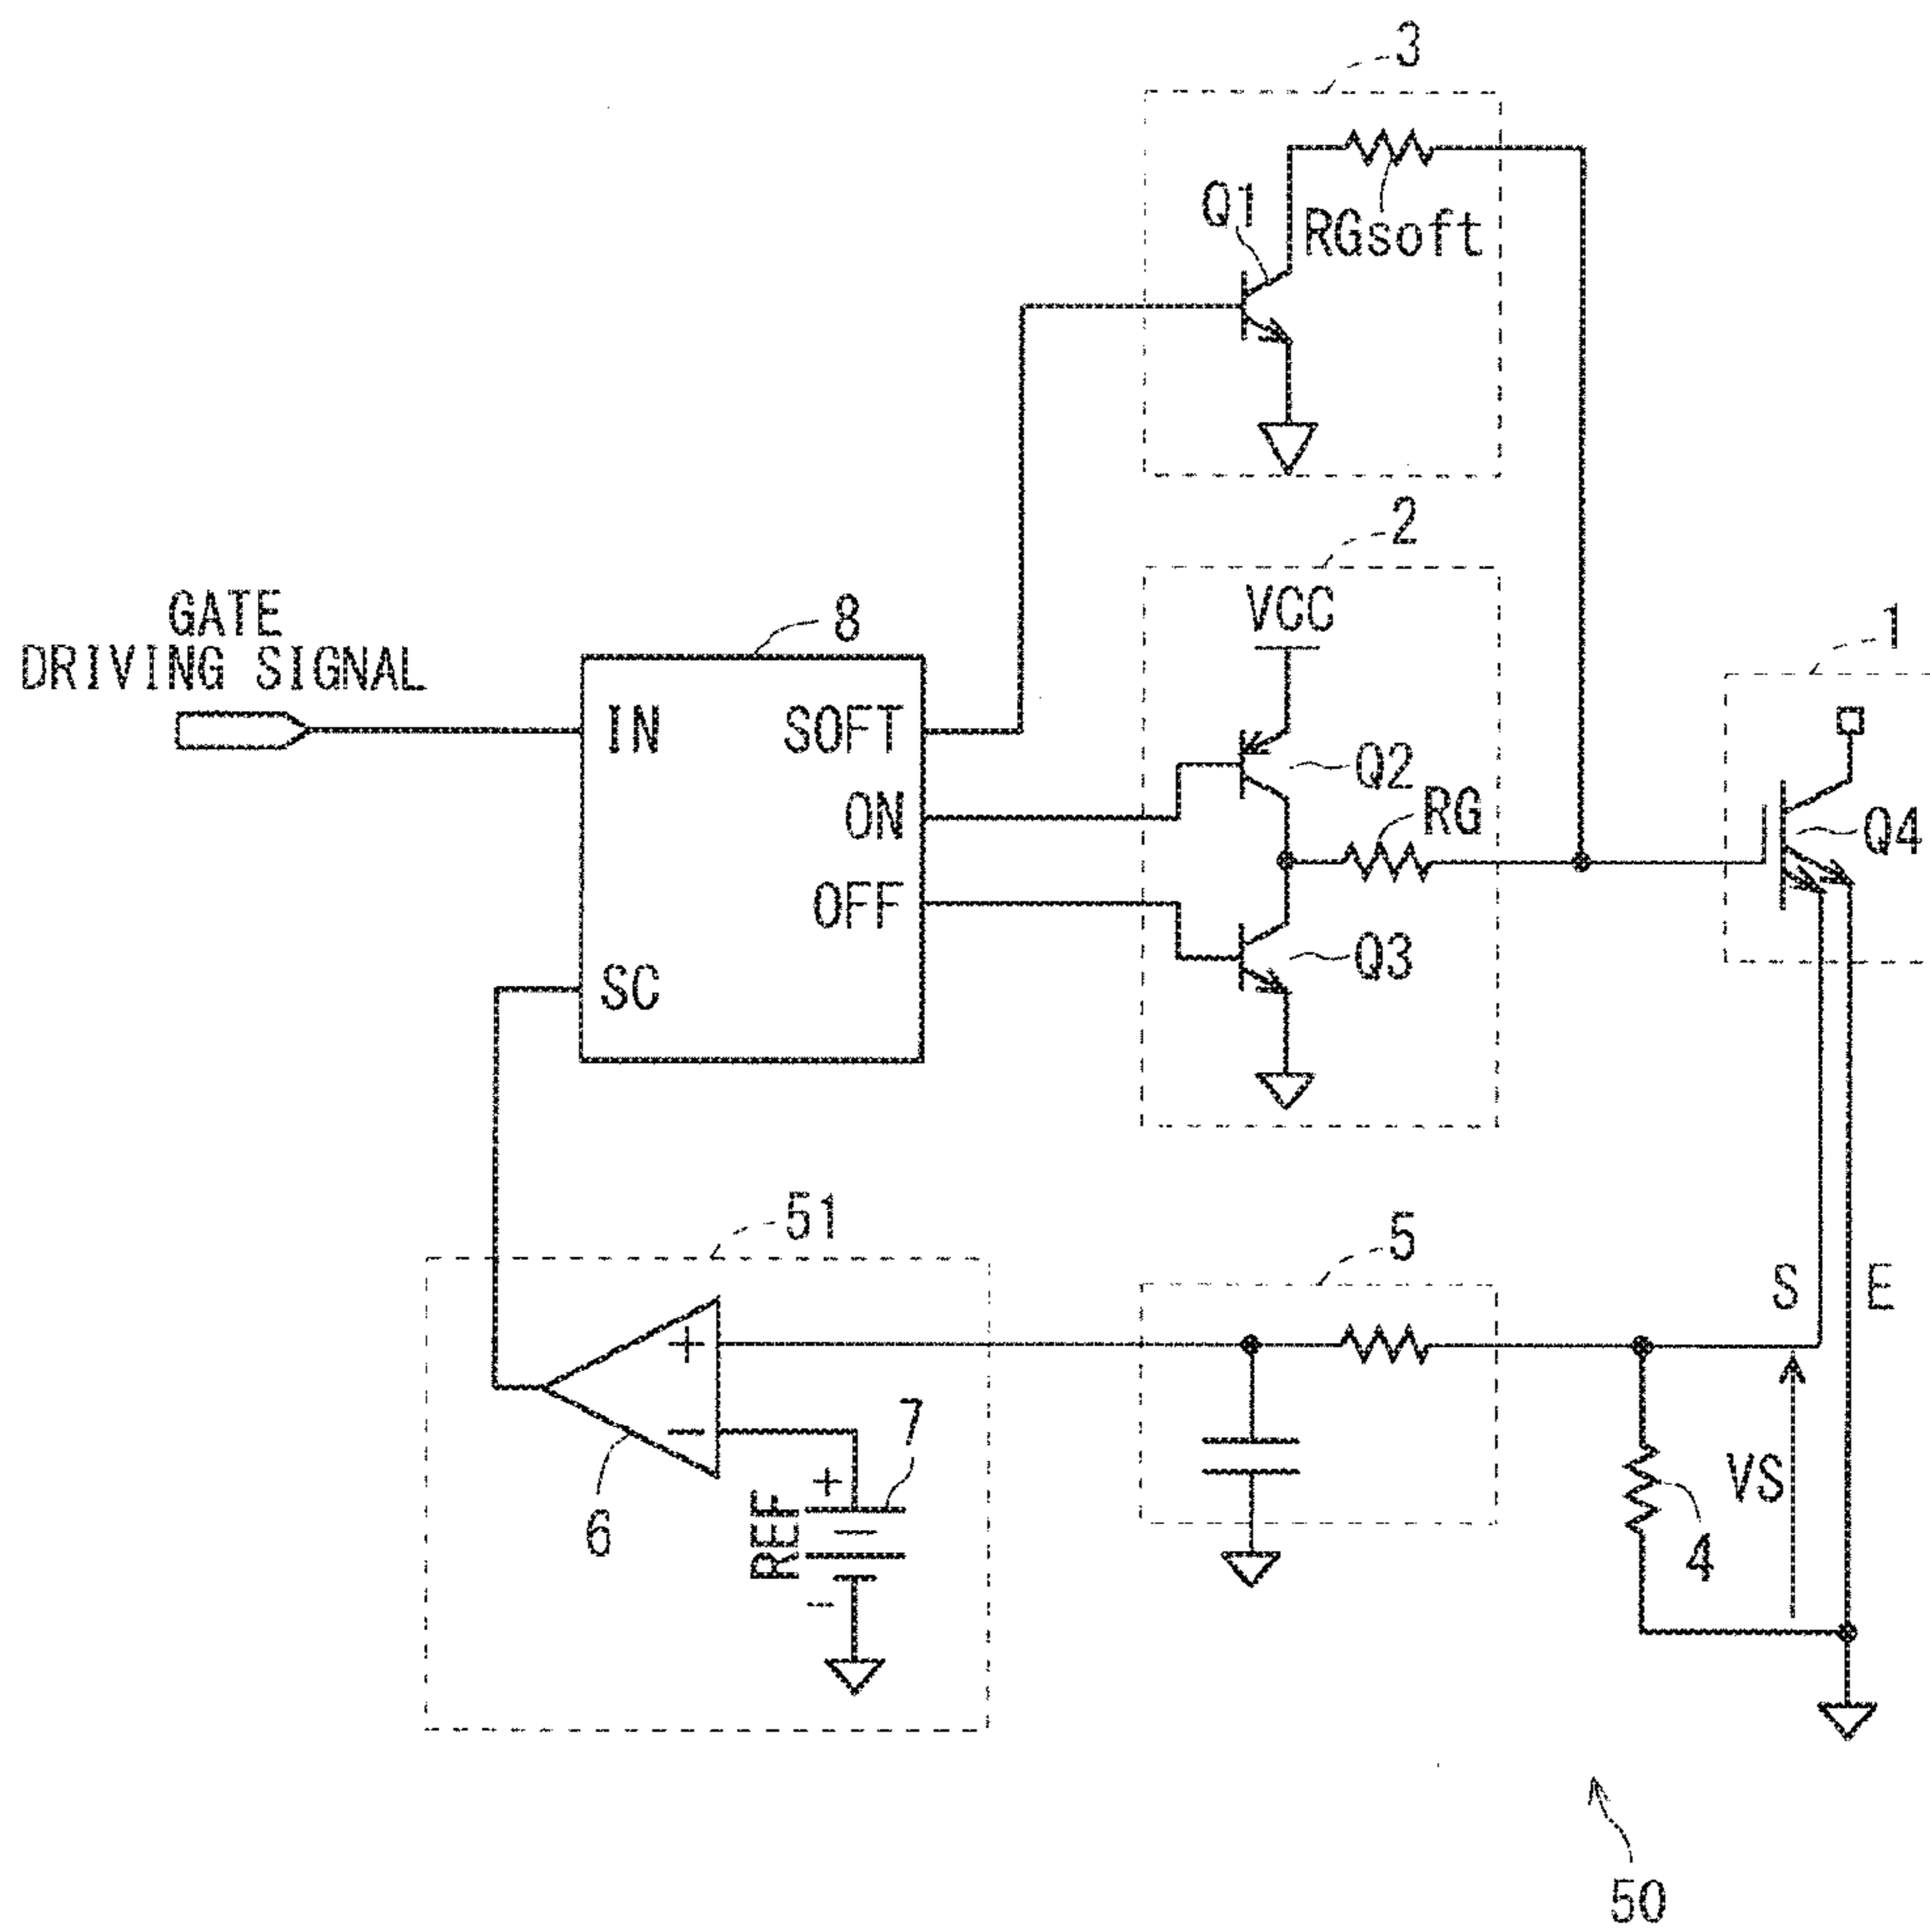 3
Q1
RGsoft
2
VCC
GATE
DRIVING SIGNAL
8
1
IN
SOFT
Q2
ON
RG
Q4
OFF
Q3
SC
51
5
S
E
+
−
7
+
REF
6
VS
4
50